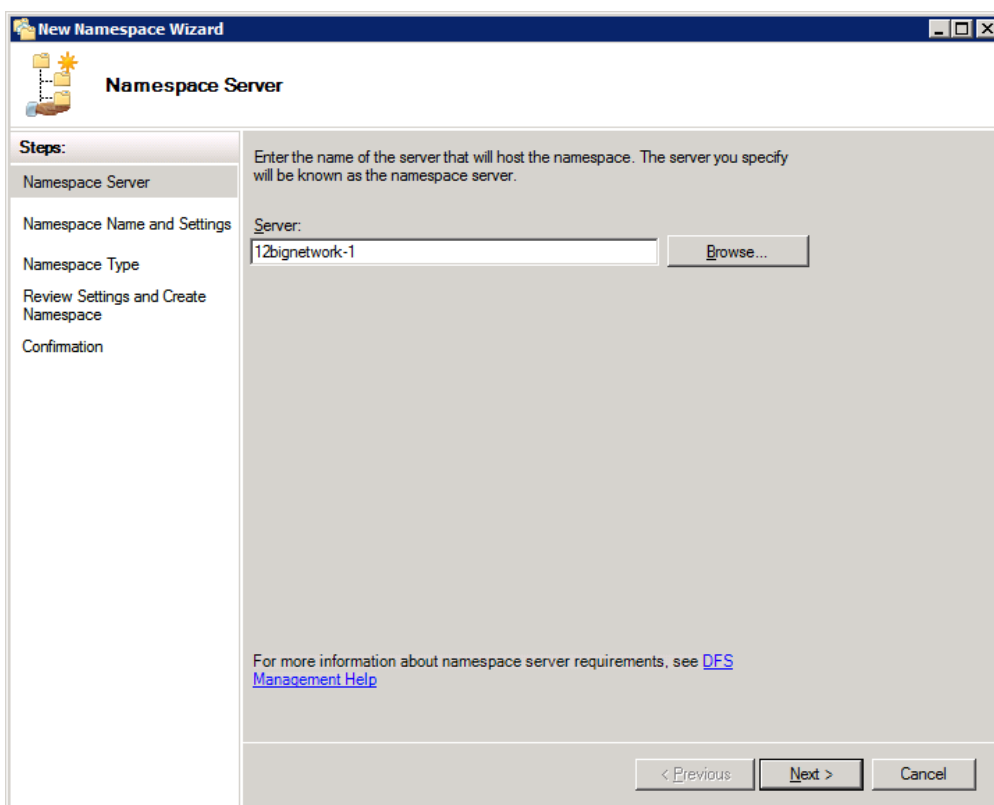 New Namespace Wizard
Namespace Server
Steps:
Namespace Server
Namespace Name and Settings
Namespace Type
Review Settings and Create
Namespace
Confirmation
Enter the name of the server that will host the namespace. The server you specify
will be known as the namespace server.
Server:
12bignetwork-1
Browse...
For more information about namespace server requirements, see DFS
Management Help
< Previous
Next >
Cancel